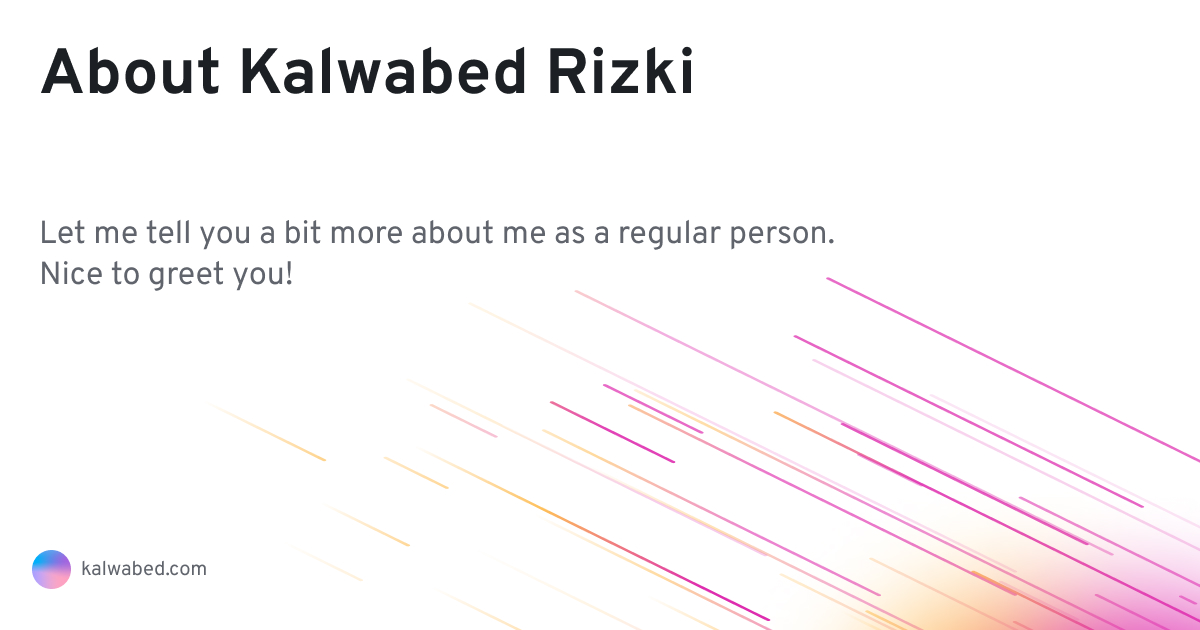 About Kalwabed Rizki
Let me tell you a bit more about me as a regular person.
Nice to greet you!
kalwabed.com